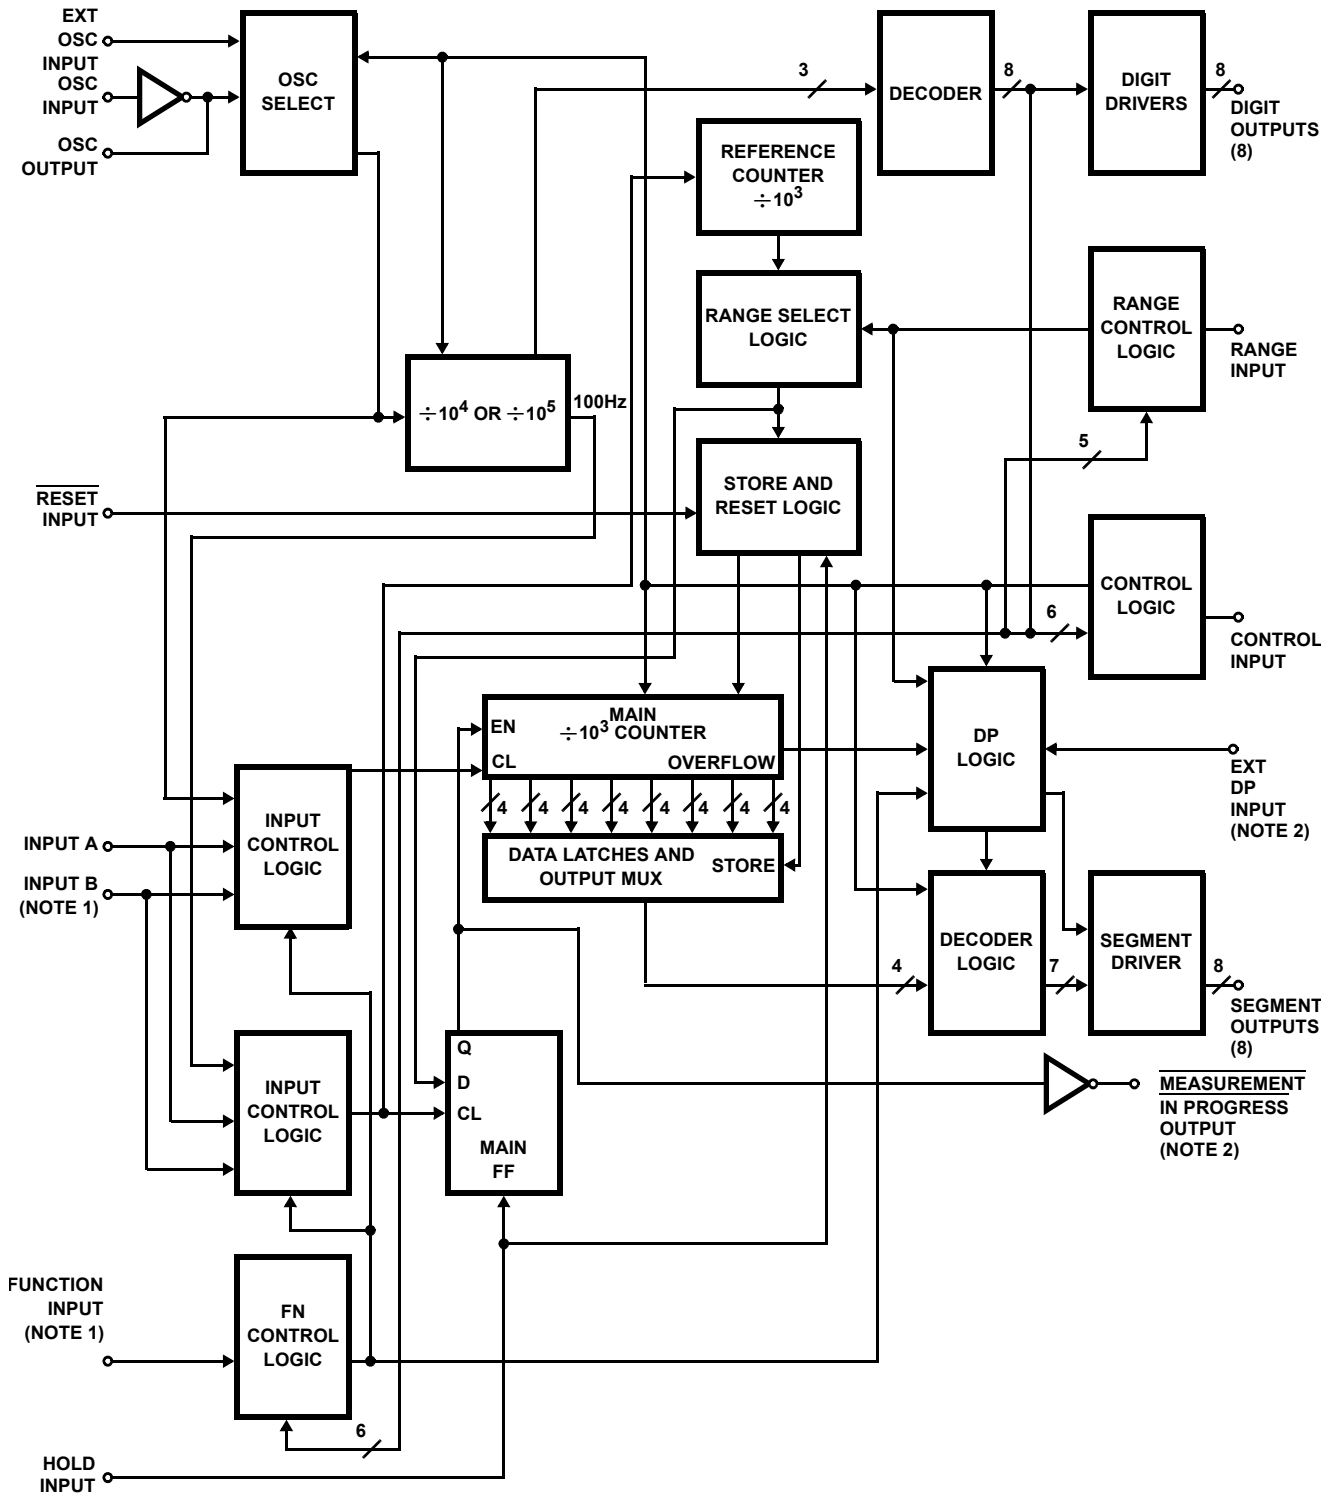 EXT
OSC
INPUT
OSC
INPUT
OSC
OUTPUT
OSC
SELECT
3
DECODER
8
DIGIT
DRIVERS
8
DIGIT
OUTPUTS
(8)
REFERENCE
COUNTER
÷10³
RANGE SELECT
LOGIC
RANGE
CONTROL
LOGIC
RANGE
INPUT
÷10⁴ OR ÷10⁵
100Hz
5
RESET
INPUT
STORE AND
RESET LOGIC
CONTROL
LOGIC
6
CONTROL
INPUT
MAIN
÷10³ COUNTER
EN
CL
OVERFLOW
4
4
4
4
4
4
4
4
DP
LOGIC
EXT
DP
INPUT
(NOTE 2)
INPUT
CONTROL
LOGIC
INPUT A
INPUT B
(NOTE 1)
DATA LATCHES AND
OUTPUT MUX
STORE
4
DECODER
LOGIC
7
SEGMENT
DRIVER
8
SEGMENT
OUTPUTS
(8)
INPUT
CONTROL
LOGIC
Q
D
CL
MAIN
FF
MEASUREMENT
IN PROGRESS
OUTPUT
(NOTE 2)
FUNCTION
INPUT
(NOTE 1)
FN
CONTROL
LOGIC
6
HOLD
INPUT